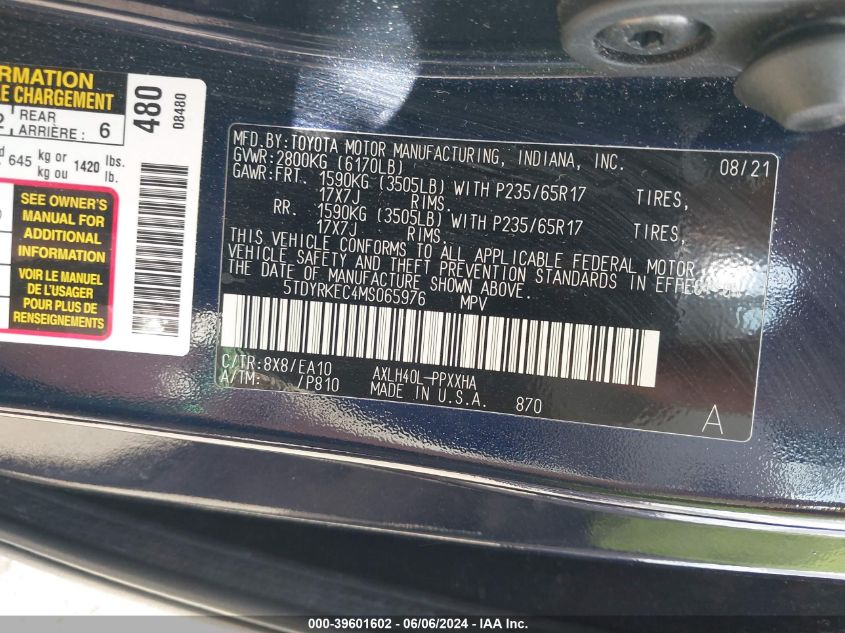 ORMATION
LE CHARGEMENT
2 REAR
ARRIÈRE: 6
645 kg or 1420 lbs.
kg ou lb.
480
08480
SEE OWNER'S
MANUAL FOR
ADDITIONAL
INFORMATION
VOIR LE MANUEL
DE L'USAGER
POUR PLUS DE
RENSEIGNEMENTS
MFD.BY:TOYOTA MOTOR MANUFACTURING, INDIANA, INC. 08/21
GVWR:2800KG (6170LB)
GAWR:FRT. 1590KG (3505LB) WITH P235/65R17 TIRES,
17X7J RIMS.
RR. 1590KG (3505LB) WITH P235/65R17 TIRES,
17X7J RIMS.
THIS VEHICLE CONFORMS TO ALL APPLICABLE FEDERAL MOTOR
VEHICLE SAFETY AND THEFT PREVENTION STANDARDS IN EFFECT ON
THE DATE OF MANUFACTURE SHOWN ABOVE.
5TDYRKEC4MS065976 MPV
C/TR:8X8/EA10 AXLH40L-PPXXHA
A/TM: /P810 MADE IN U.S.A. 870
A
000-39601602 - 06/06/2024 - IAA Inc.